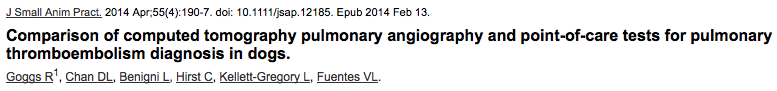 J Small Anim Pract. 2014 Apr;55(4):190-7. doi: 10.1111/jsap.12185. Epub 2014 Feb 13.
Comparison of computed tomography pulmonary angiography and point-of-care tests for pulmonary
thromboembolism diagnosis in dogs.
Goggs R1, Chan DL, Benigni L, Hirst C, Kellett-Gregory L, Fuentes VL.